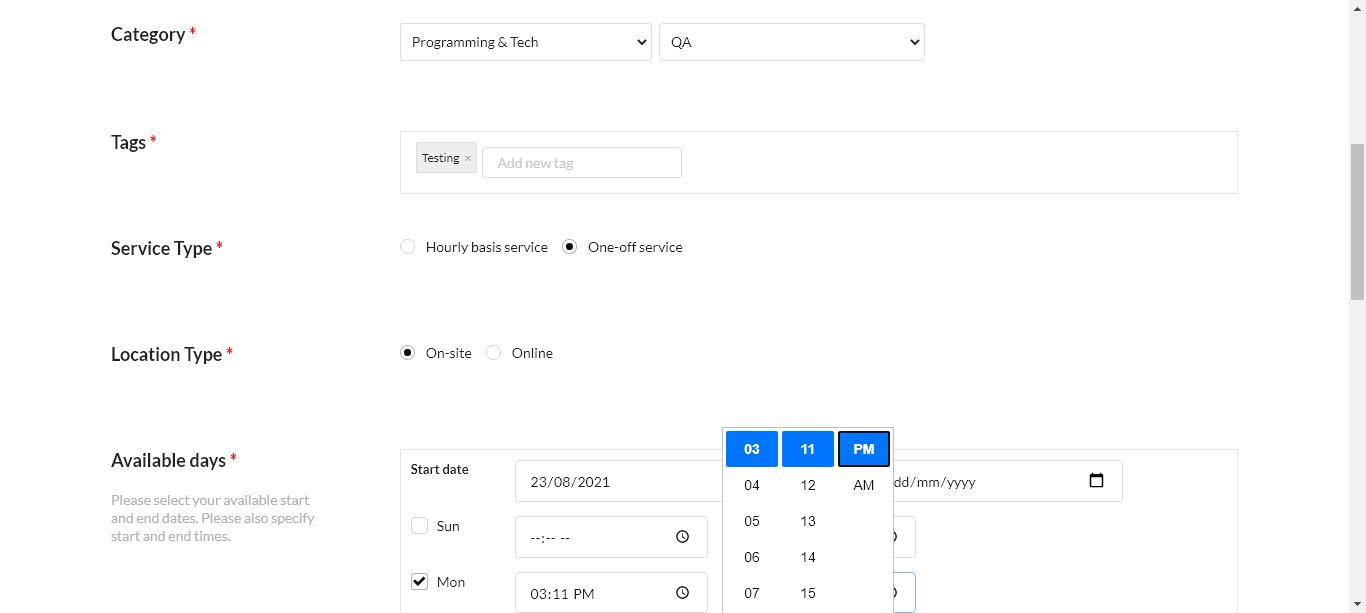 Category *
Programming & Tech
QA
Tags *
Testing ×
Add new tag
Service Type *
Hourly basis service
One-off service
Location Type *
On-site
Online
Available days *
Please select your available start
and end dates. Please also specify
start and end times.
Start date
23/08/2021
dd/mm/yyyy
Sun
--:-- --
Mon
03:11 PM
03 11 PM
04 12 AM
05 13
06 14
07 15